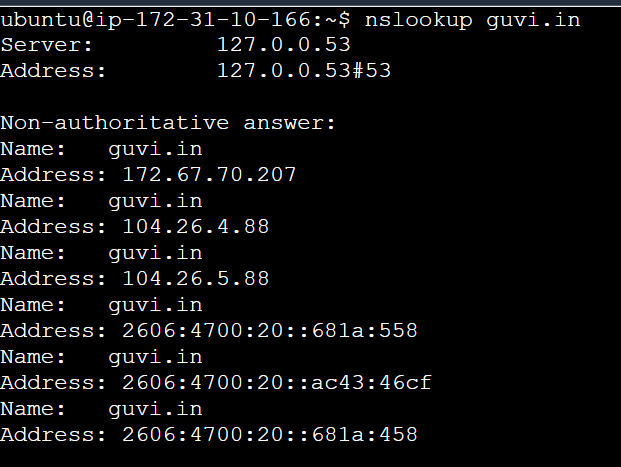 ubuntu@ip-172-31-10-166:~$ nslookup guvi.in
Server:         127.0.0.53
Address:        127.0.0.53#53
Non-authoritative answer:
Name:   guvi.in
Address: 172.67.70.207
Name:   guvi.in
Address: 104.26.4.88
Name:   guvi.in
Address: 104.26.5.88
Name:   guvi.in
Address: 2606:4700:20::681a:558
Name:   guvi.in
Address: 2606:4700:20::ac43:46cf
Name:   guvi.in
Address: 2606:4700:20::681a:458